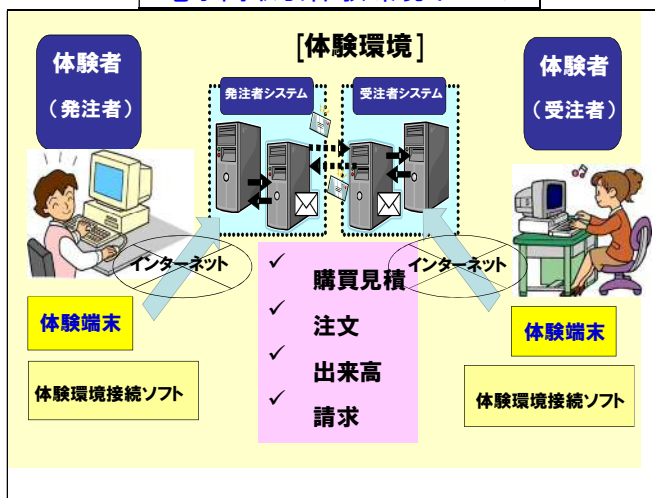 [体験環境]
体験者
（発注者）
発注者システム
受注者システム
体験者
（受注者）
インターネット
インターネット
✓ 購買見積
✓ 注文
✓ 出来高
✓ 請求
体験端末
体験環境接続ソフト
体験端末
体験環境接続ソフト